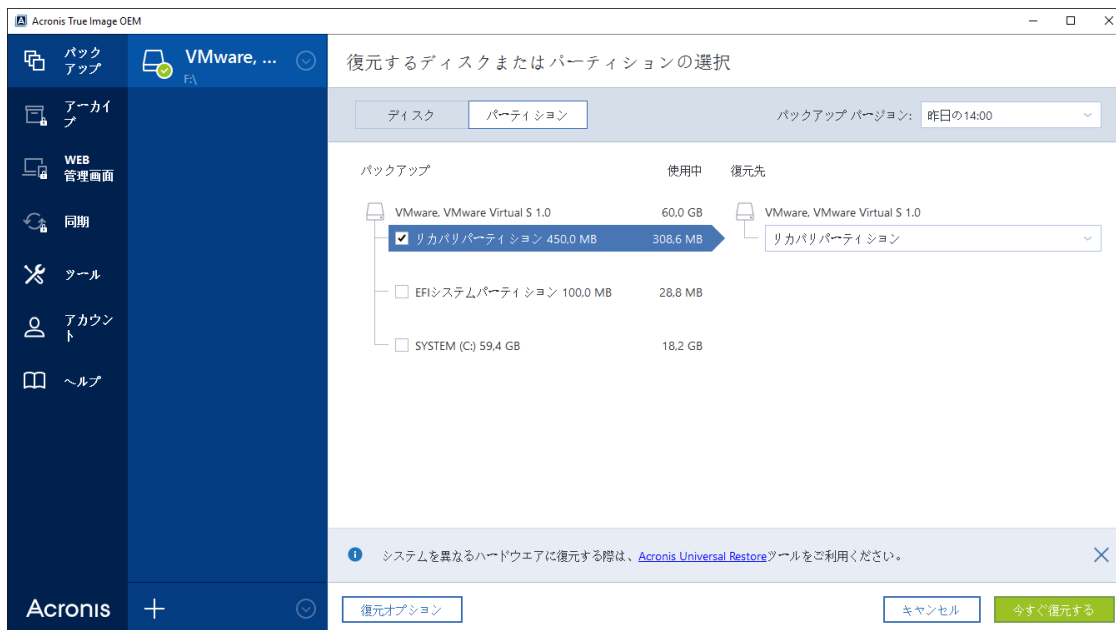 Acronis True Image OEM
バック
アップ
アーカイ
ブ
WEB
管理画面
同期
ツール
アカウン
ト
ヘルプ
Acronis
VMware, ...
F:\
復元するディスクまたはパーティションの選択
ディスク
パーティション
バックアップ バージョン:
昨日の14:00
バックアップ
使用中
復元先
VMware, VMware Virtual S 1.0
60,0 GB
VMware, VMware Virtual S 1.0
リカバリパーティション 450,0 MB
308,6 MB
リカバリパーティション
EFIシステムパーティション 100,0 MB
28,8 MB
SYSTEM (C:) 59,4 GB
18,2 GB
システムを異なるハードウエアに復元する際は、Acronis Universal Restoreツールをご利用ください。
復元オプション
キャンセル
今すぐ復元する